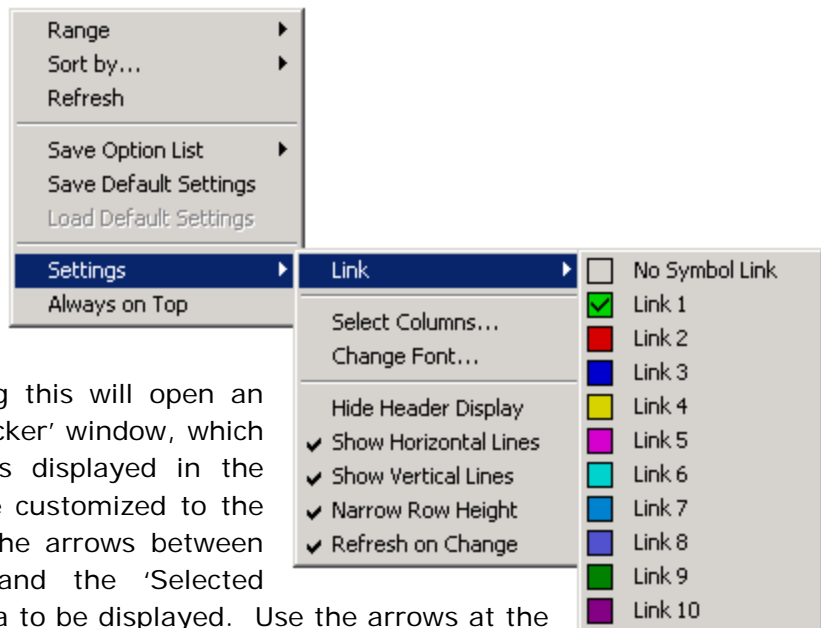 Range
Sort by...
Refresh
Save Option List
Save Default Settings
Load Default Settings
Settings
Always on Top
Link
Select Columns...
Change Font...
Hide Header Display
Show Horizontal Lines
Show Vertical Lines
Narrow Row Height
Refresh on Change
No Symbol Link
Link 1
Link 2
Link 3
Link 4
Link 5
Link 6
Link 7
Link 8
Link 9
Link 10
this will open an
window, which
displayed in the
customized to the
arrows between
and the ‘Selected
to be displayed. Use the arrows at the